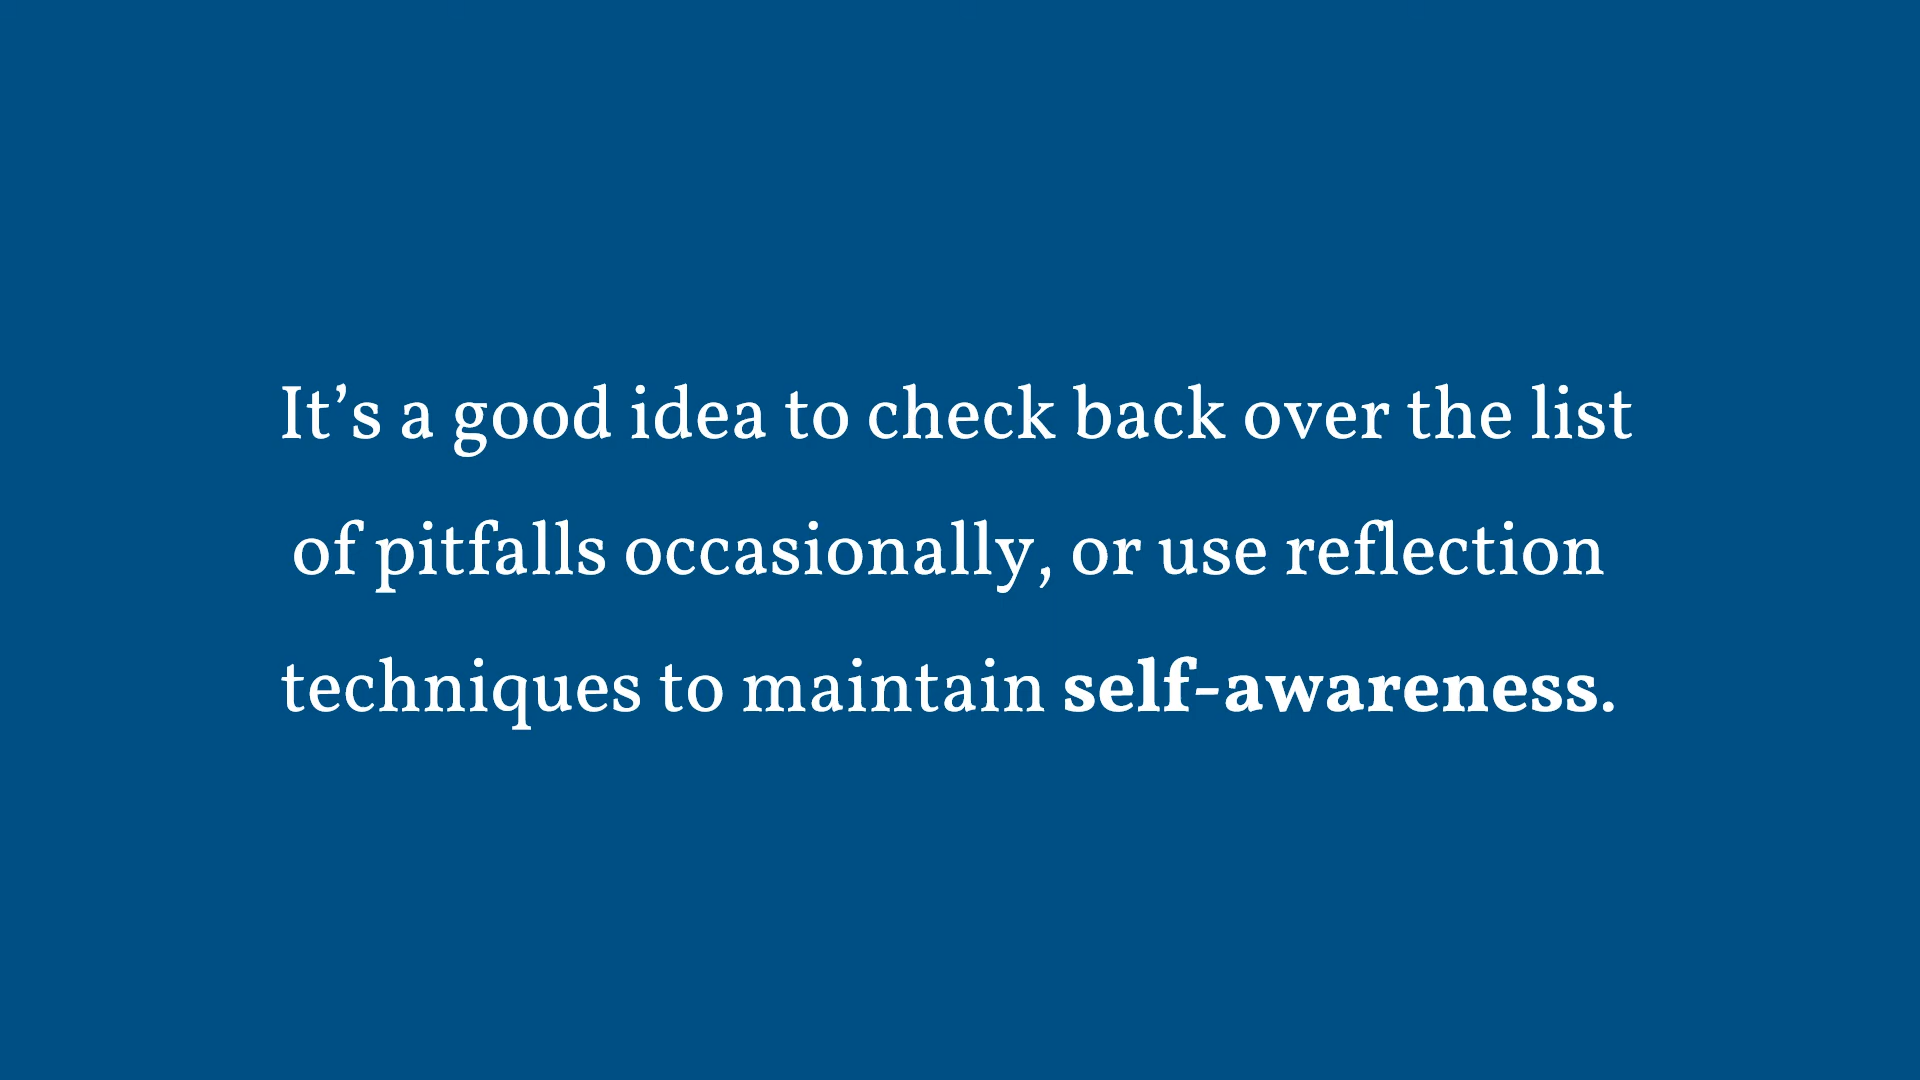 It’s a good idea to check back over the list
of pitfalls occasionally, or use reflection
techniques to maintain self-awareness.